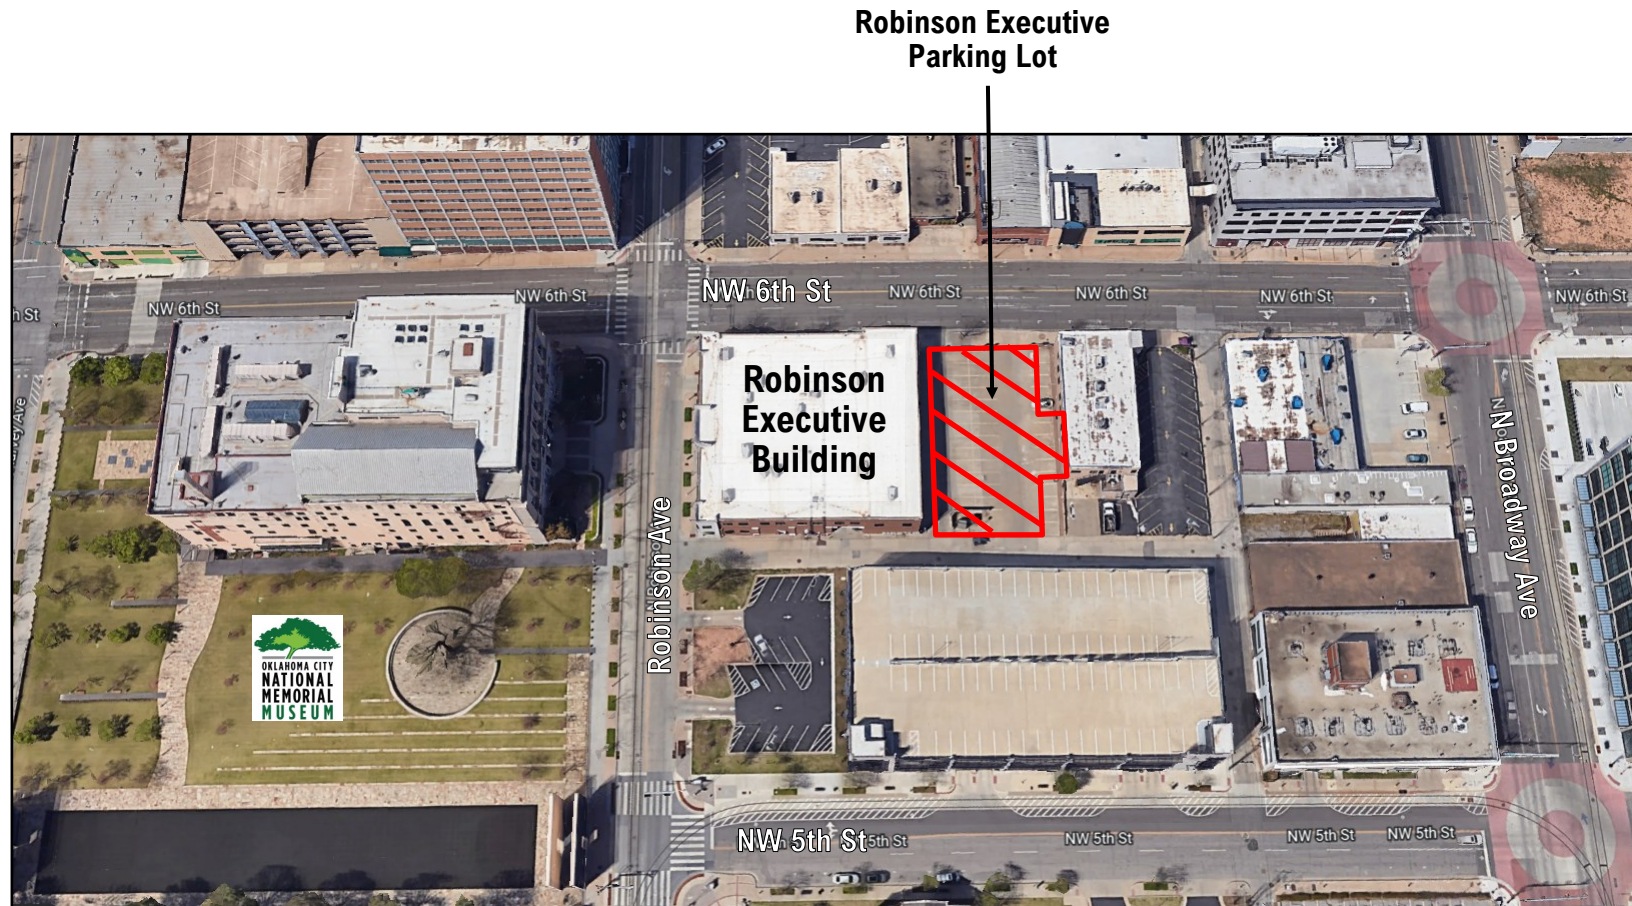 Robinson Executive
Parking Lot
NW 6th St
NW 6th St
NW 6th St
NW 6th St
NW 6th St
NW 6th St
NW 6th St
h St
Robinson
Executive
Building
N Broadway Ave
Robinson Ave
OKLAHOMA CITY
NATIONAL
MEMORIAL
MUSEUM
NW 5th St
5th St
NW 5th St
NW 5th St
NW 5th St